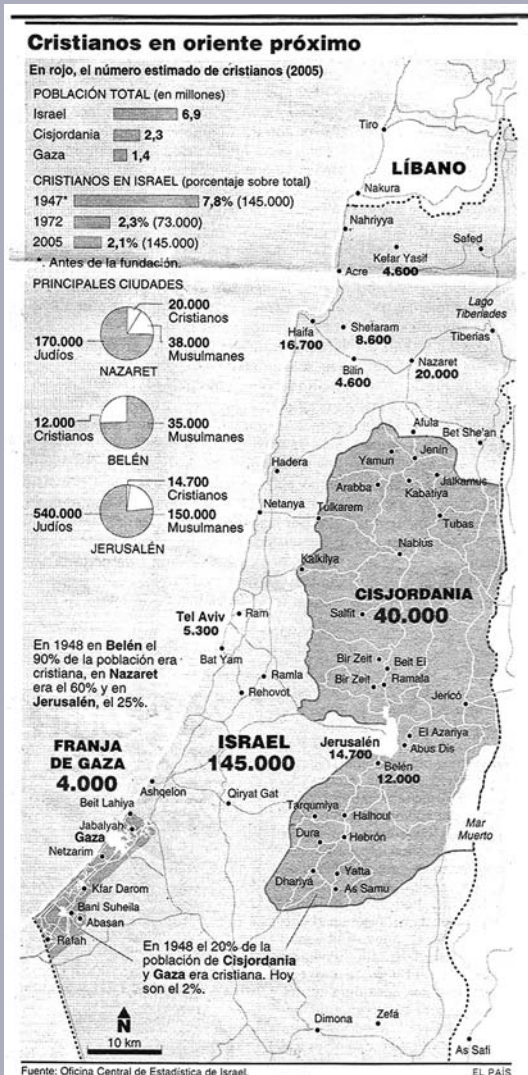 Cristianos en oriente próximo
En rojo, el número estimado de cristianos (2005)
POBLACIÓN TOTAL (en millones)
Israel 6,9
Cisjordania 2,3
Gaza 1,4
CRISTIANOS EN ISRAEL (porcentaje sobre total)
1947* 7,8% (145.000)
1972 2,3% (73.000)
2005 2,1% (145.000)
*. Antes de la fundación.
PRINCIPALES CIUDADES
20.000
Cristianos
170.000
Judíos
38.000
Musulmanes
NAZARET
12.000
Cristianos
35.000
Musulmanes
BELÉN
14.700
Cristianos
540.000
Judíos
150.000
Musulmanes
JERUSALÉN
En 1948 en Belén el
90% de la población era
cristiana, en Nazaret
era el 60% y en
Jerusalén, el 25%.
Tiro
LÍBANO
Nakura
Nahriyya
Kefar Yasif
4.600
Safed
Acre
Lago
Tiberiades
Haifa
16.700
Shefaram
8.600
Tiberias
Bilin
4.600
Nazaret
20.000
Afula
Bet She'an
Yamun
Jenín
Hadera
Arabba
Jalkamus
Kabatiya
Netanya
Tulkarem
Tubas
Nablus
Kalkilya
CISJORDANIA
40.000
Tel Aviv
5.300
Ram
Salfit
Bat Yam
Bir Zeit
Beit El
Ramla
Bir Zeit
Ramala
Rehovot
Jericó
ISRAEL
145.000
Jerusalén
14.700
El Azariya
Abus Dis
Belén
12.000
FRANJA
DE GAZA
4.000
Ashqelon
Qiryat Gat
Beit Lahiya
Tarqumiya
Halhoul
Jabalyah
Gaza
Dura
Hebrón
Mar
Muerto
Netzarim
Dhariya
Yatta
Kfar Darom
As Samu
Bani Suheila
Abasan
Rafah
En 1948 el 20% de la
población de Cisjordania
y Gaza era cristiana. Hoy
son el 2%.
N
10 km
Dimona
Zefá
As Safi
Fuente: Oficina Central de Estadística de Israel.
EL PAÍS